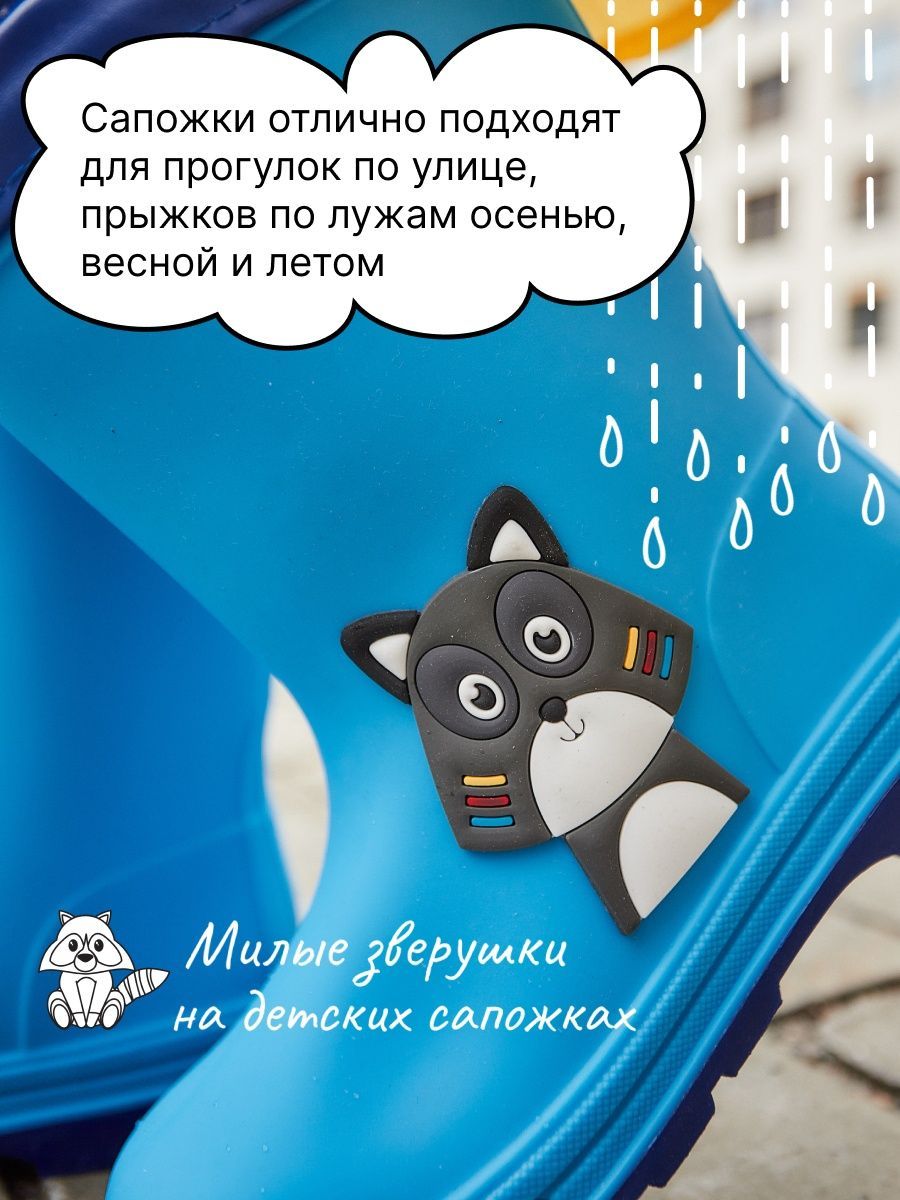 Сапожки отлично подходят
для прогулок по улице,
прыжков по лужам осенью,
весной и летом
Милые зверушки
на детских сапожках